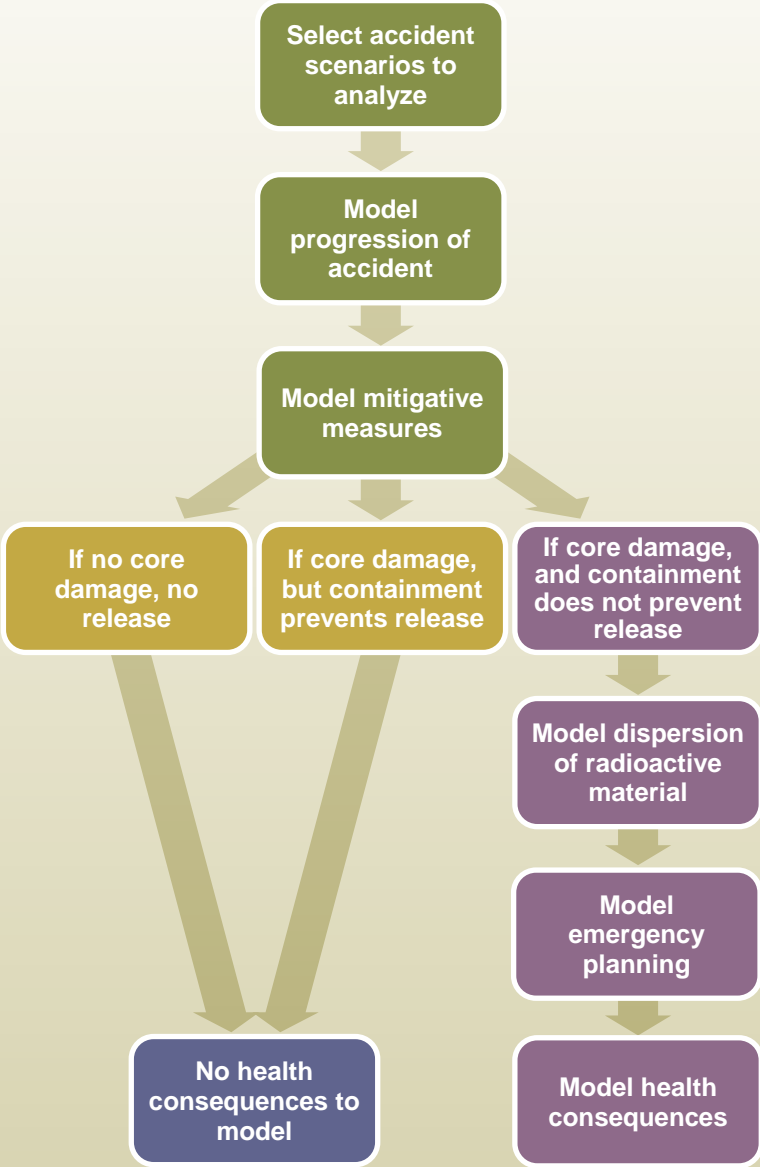 Select accident
scenarios to
analyze
Model
progression of
accident
Model mitigative
measures
If no core
damage, no
release
If core damage,
but containment
prevents release
If core damage,
and containment
does not prevent
release
Model dispersion
of radioactive
material
Model
emergency
planning
No health
consequences to
model
Model health
consequences